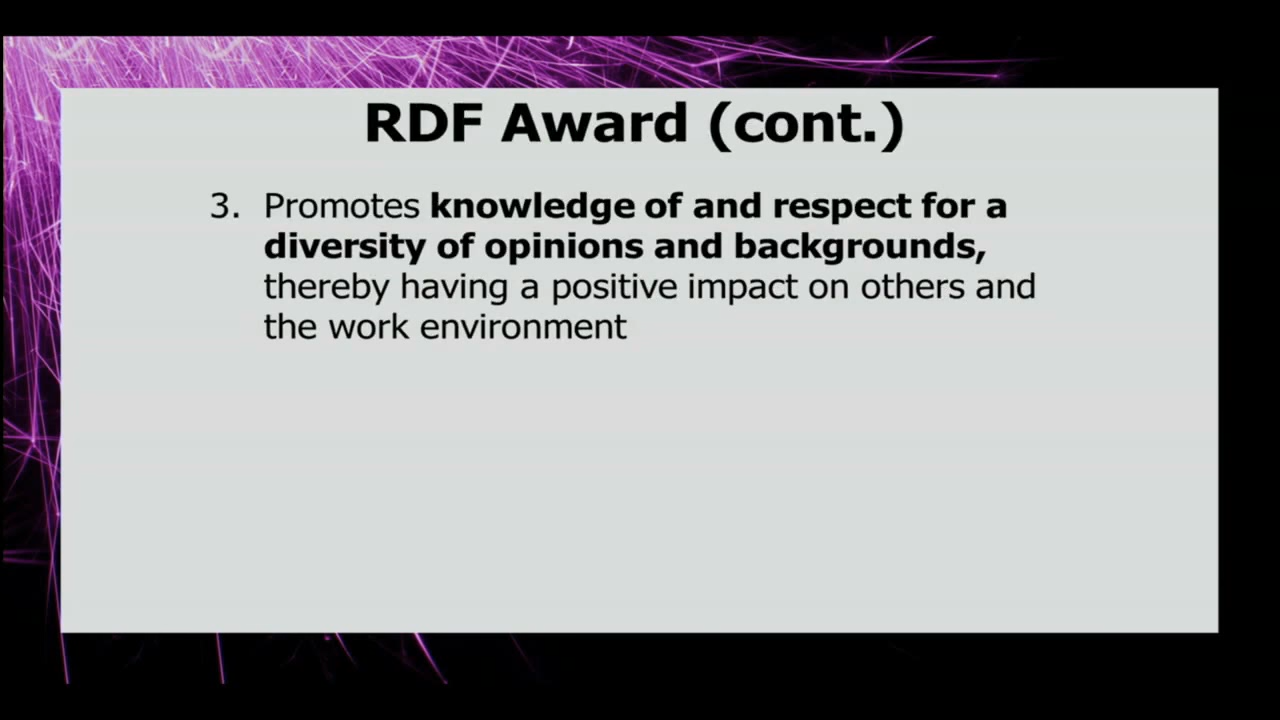 RDF Award (cont.)
3. Promotes knowledge of and respect for a
diversity of opinions and backgrounds,
thereby having a positive impact on others and
the work environment